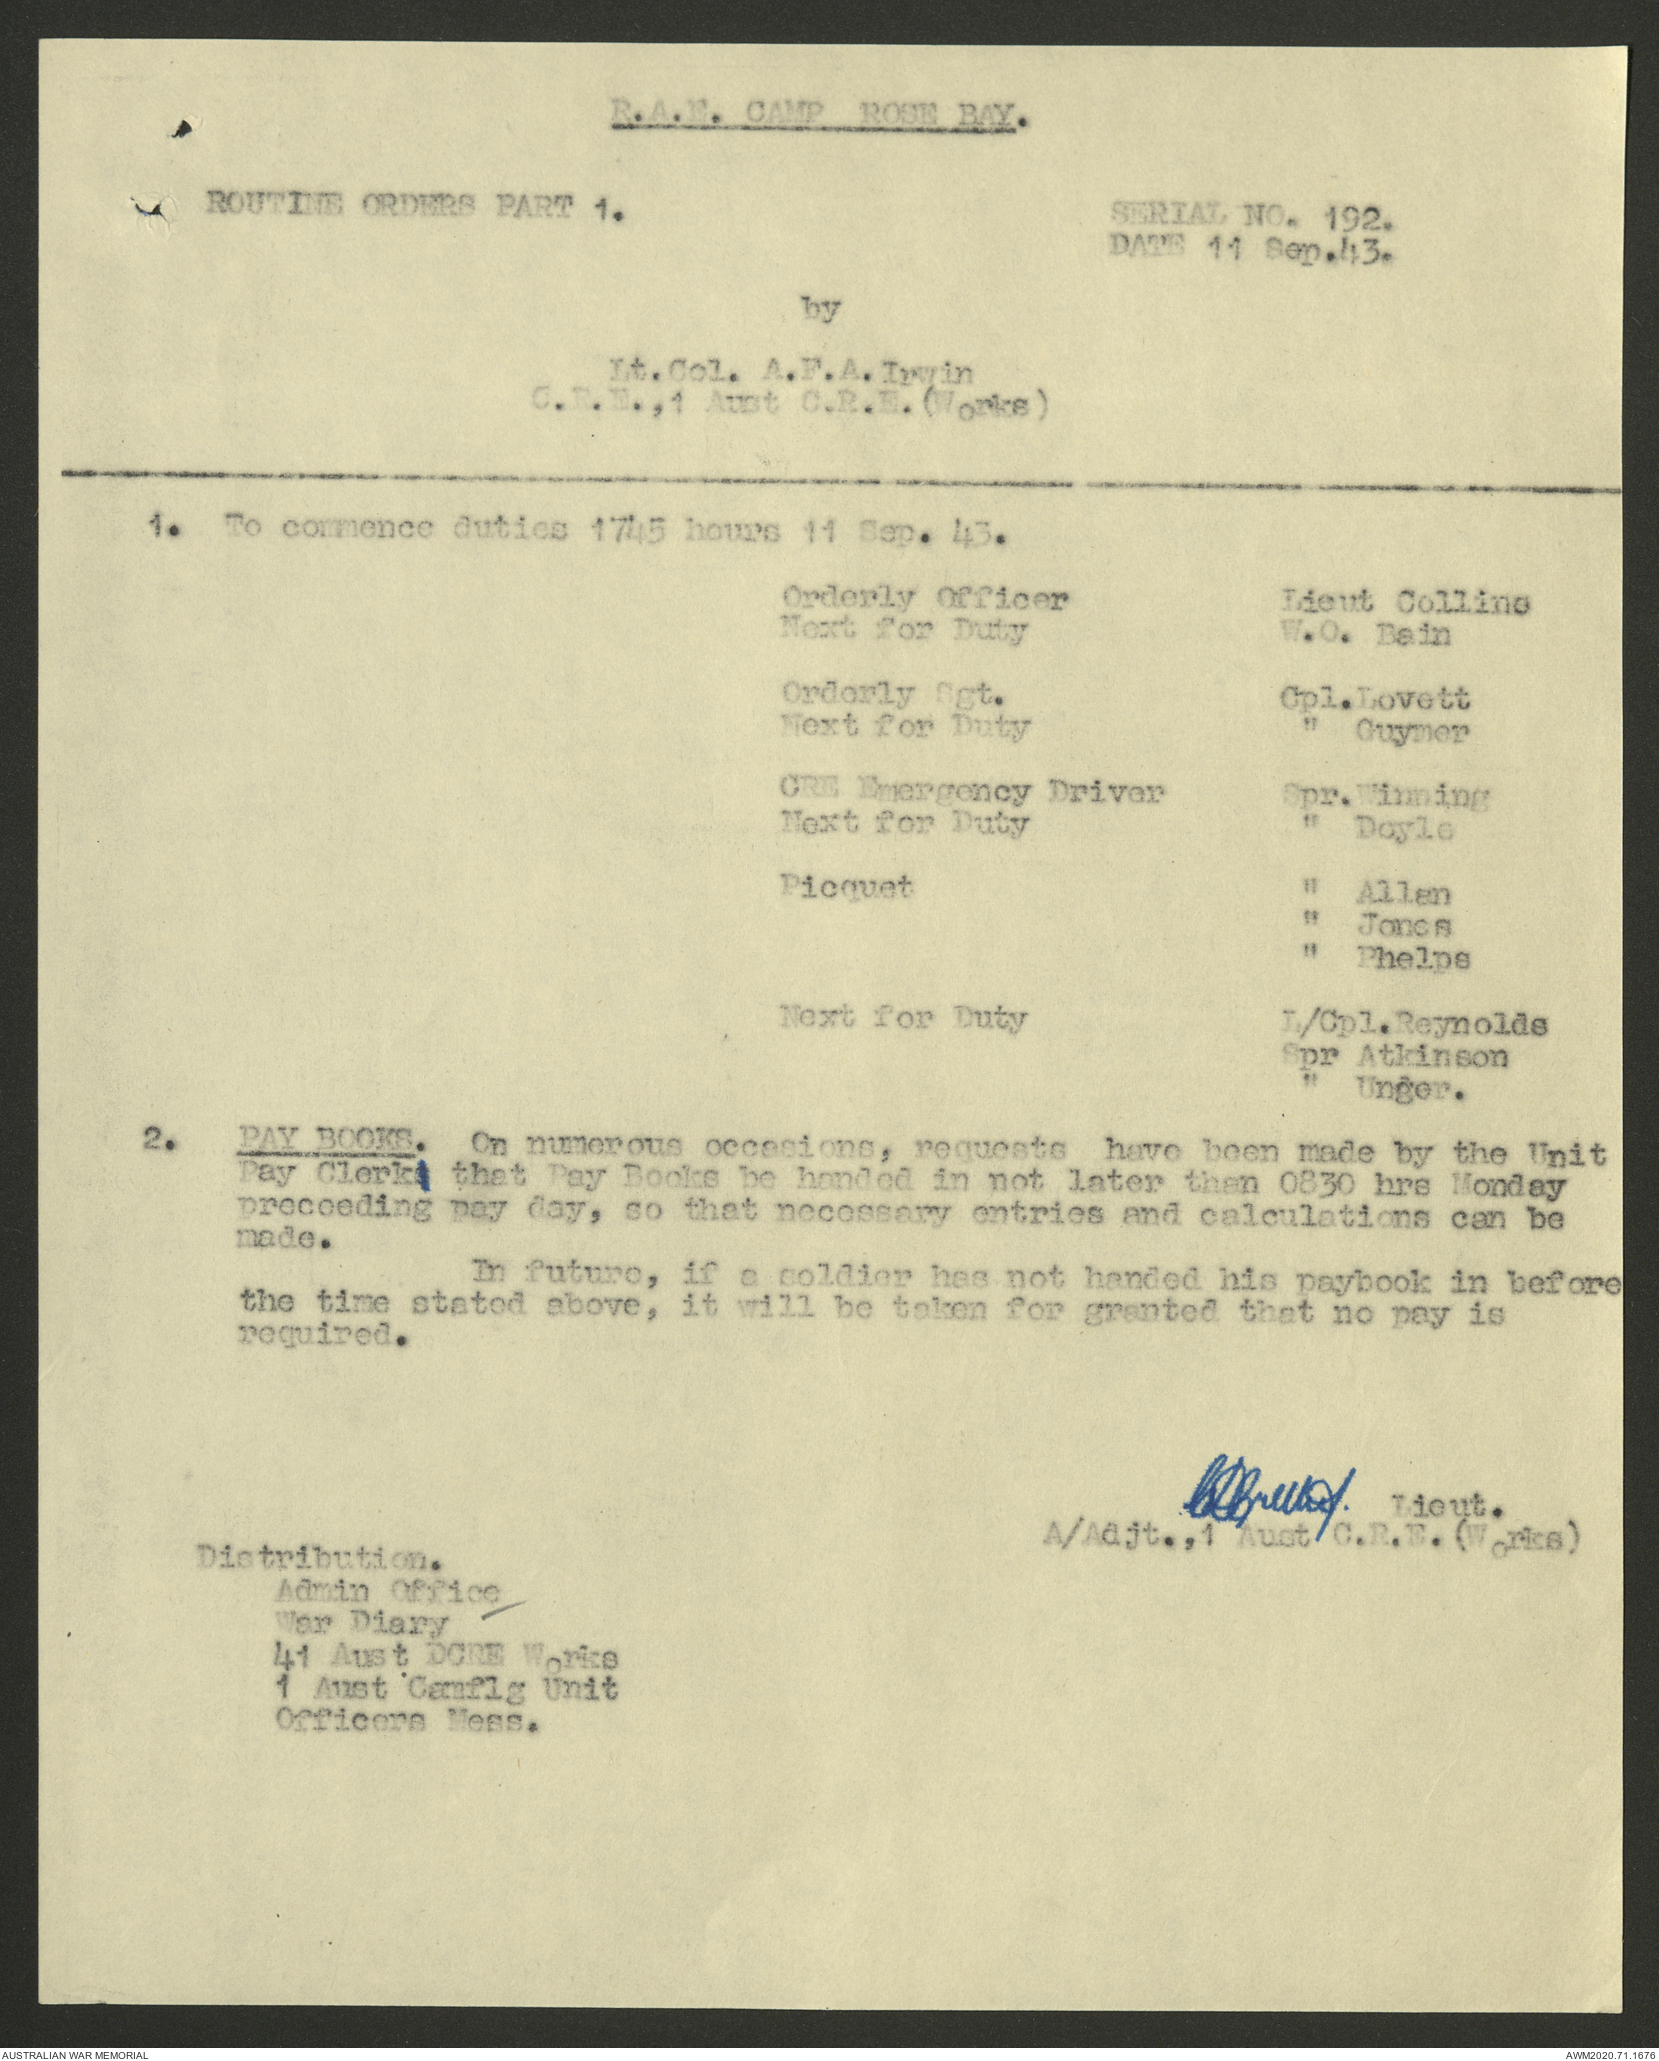 R.A.E. CAMP ROSE BAY.
ROUTINE ORDERS PART 1.
SERIAL NO. 192.
DATE 11 Sep.43.
by
Lt.Col. A.F.A.Irwin
C.R.E.,1 Aust C.R.E.(Works)
1. To commence duties 1745 hours 11 Sep. 43.
Orderly Officer Lieut Collins
Next for Duty W.O. Bain
Orderly Sgt. Cpl.Lovett
Next for Duty " Guymer
CRE Emergency Driver Spr.Winning
Next for Duty " Doyle
Picquet " Allan
" Jones
" Phelps
Next for Duty L/Cpl.Reynolds
Spr Atkinson
" Unger.
2. PAY BOOKS. On numerous occasions, requests have been made by the Unit
Pay Clerk that Pay Books be handed in not later than 0830 hrs Monday
preceeding pay day, so that necessary entries and calculations can be
made.
In future, if a soldier has not handed his paybook in before
the time stated above, it will be taken for granted that no pay is
required.
Lieut.
A/Adjt.,1 Aust C.R.E.(Works)
Distribution.
Admin Office
War Diary
41 Aust DCRE Works
1 Aust Camflg Unit
Officers Mess.
AUSTRALIAN WAR MEMORIAL
AWM2020.71.1676